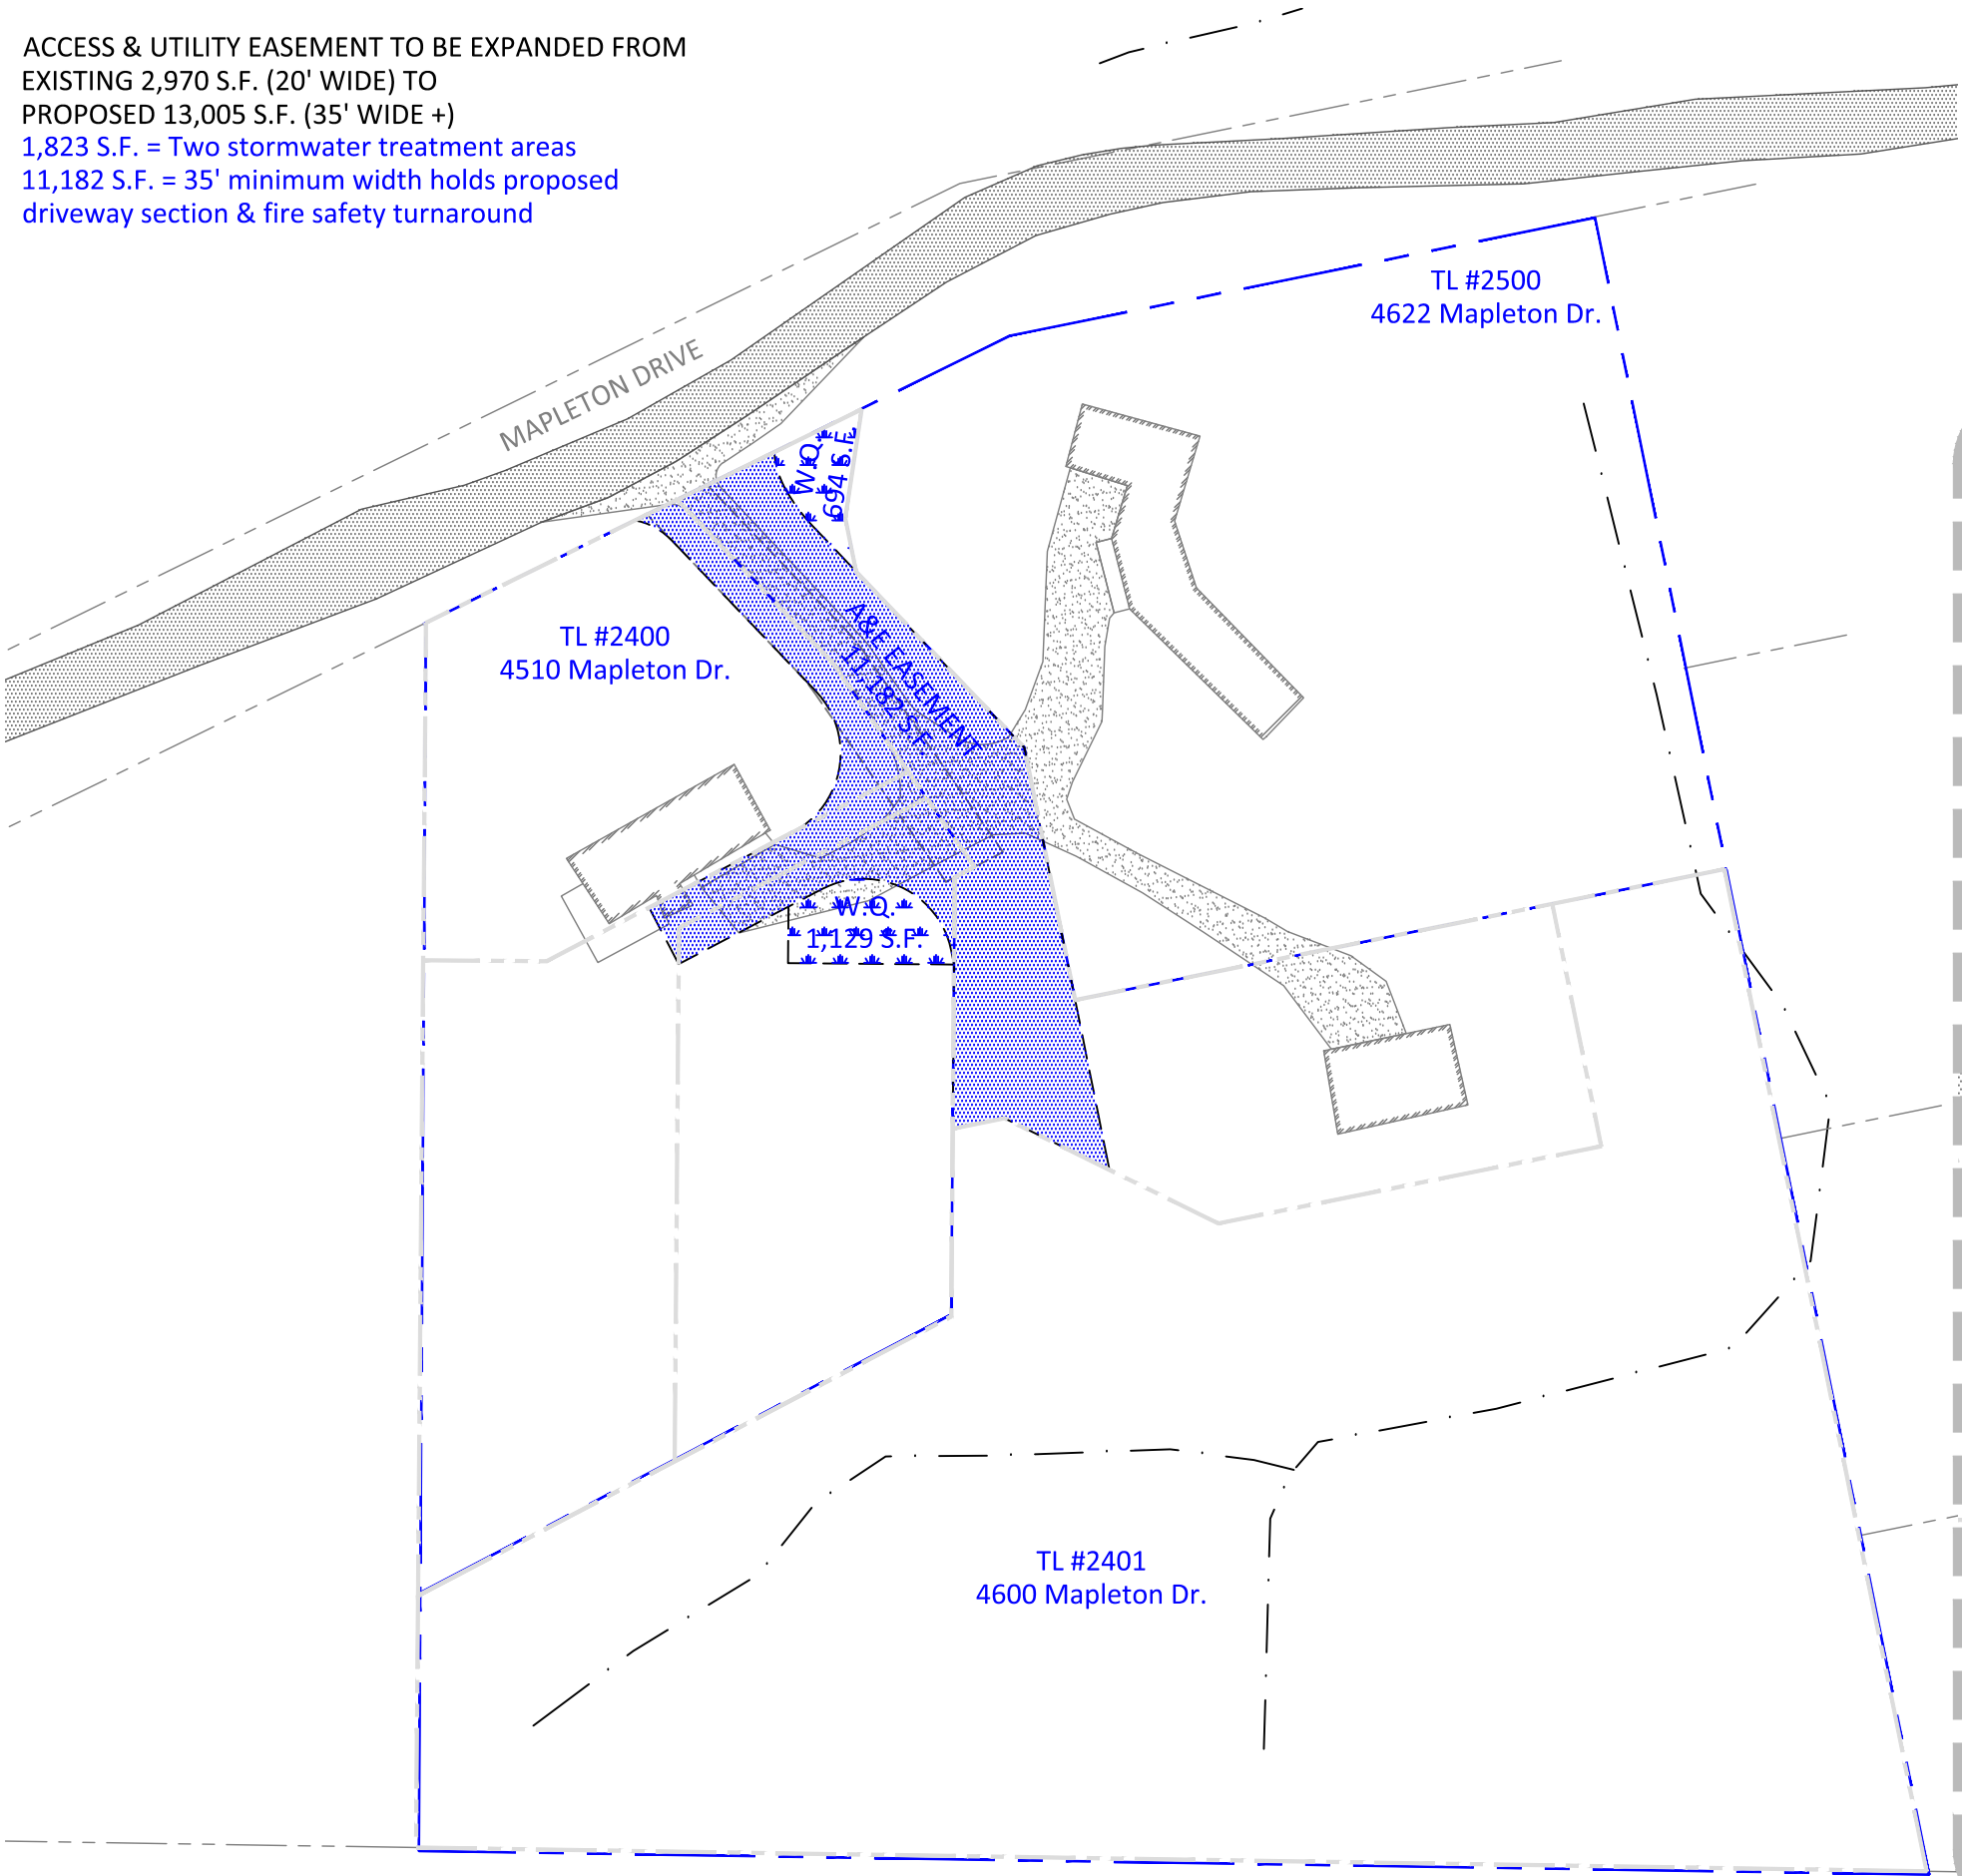 ACCESS & UTILITY EASEMENT TO BE EXPANDED FROM
EXISTING 2,970 S.F. (20' WIDE) TO
PROPOSED 13,005 S.F. (35' WIDE +)
1,823 S.F. = Two stormwater treatment areas
11,182 S.F. = 35' minimum width holds proposed
driveway section & fire safety turnaround
TL #2500
4622 Mapleton Dr.
MAPLETON DRIVE
W.Q.
694 S.F.
TL #2400
4510 Mapleton Dr.
A&E EASEMENT
11,182 S.F.
W.Q.
1,129 S.F.
TL #2401
4600 Mapleton Dr.